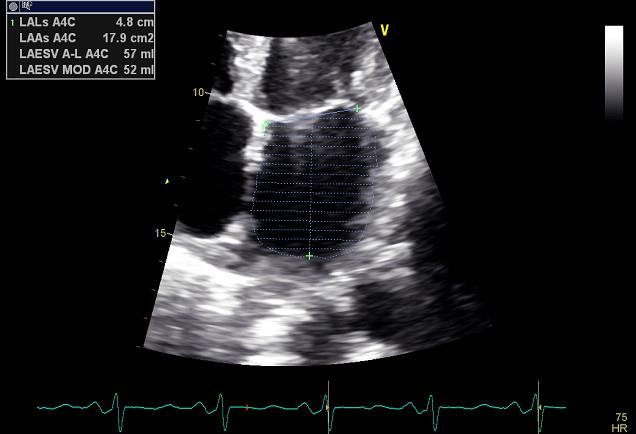 1 LALs A4C 4.8 cm
LAAs A4C 17.9 cm2
LAESV A-L A4C 57 ml
LAESV MOD A4C 52 ml
V
10
15
75
HR